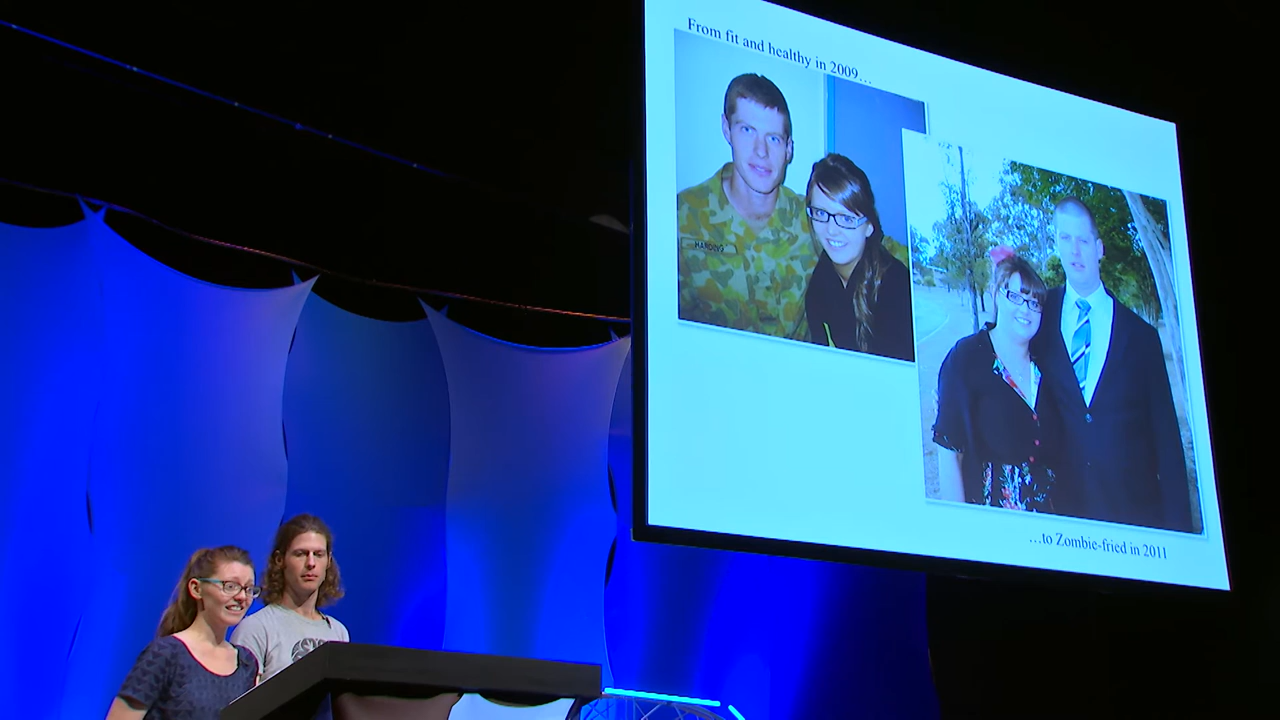 From fit and healthy in 2009…
HARDING
…to Zombie-fried in 2011